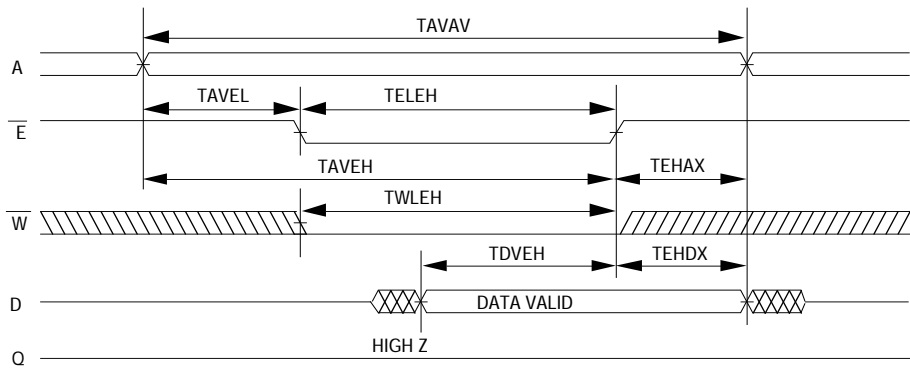 TAVAV
A
TAVEL TELEH
E
TAVEH TEHAX
TWLEH
W
TDVEH TEHDX
D DATA VALID
HIGH Z
Q